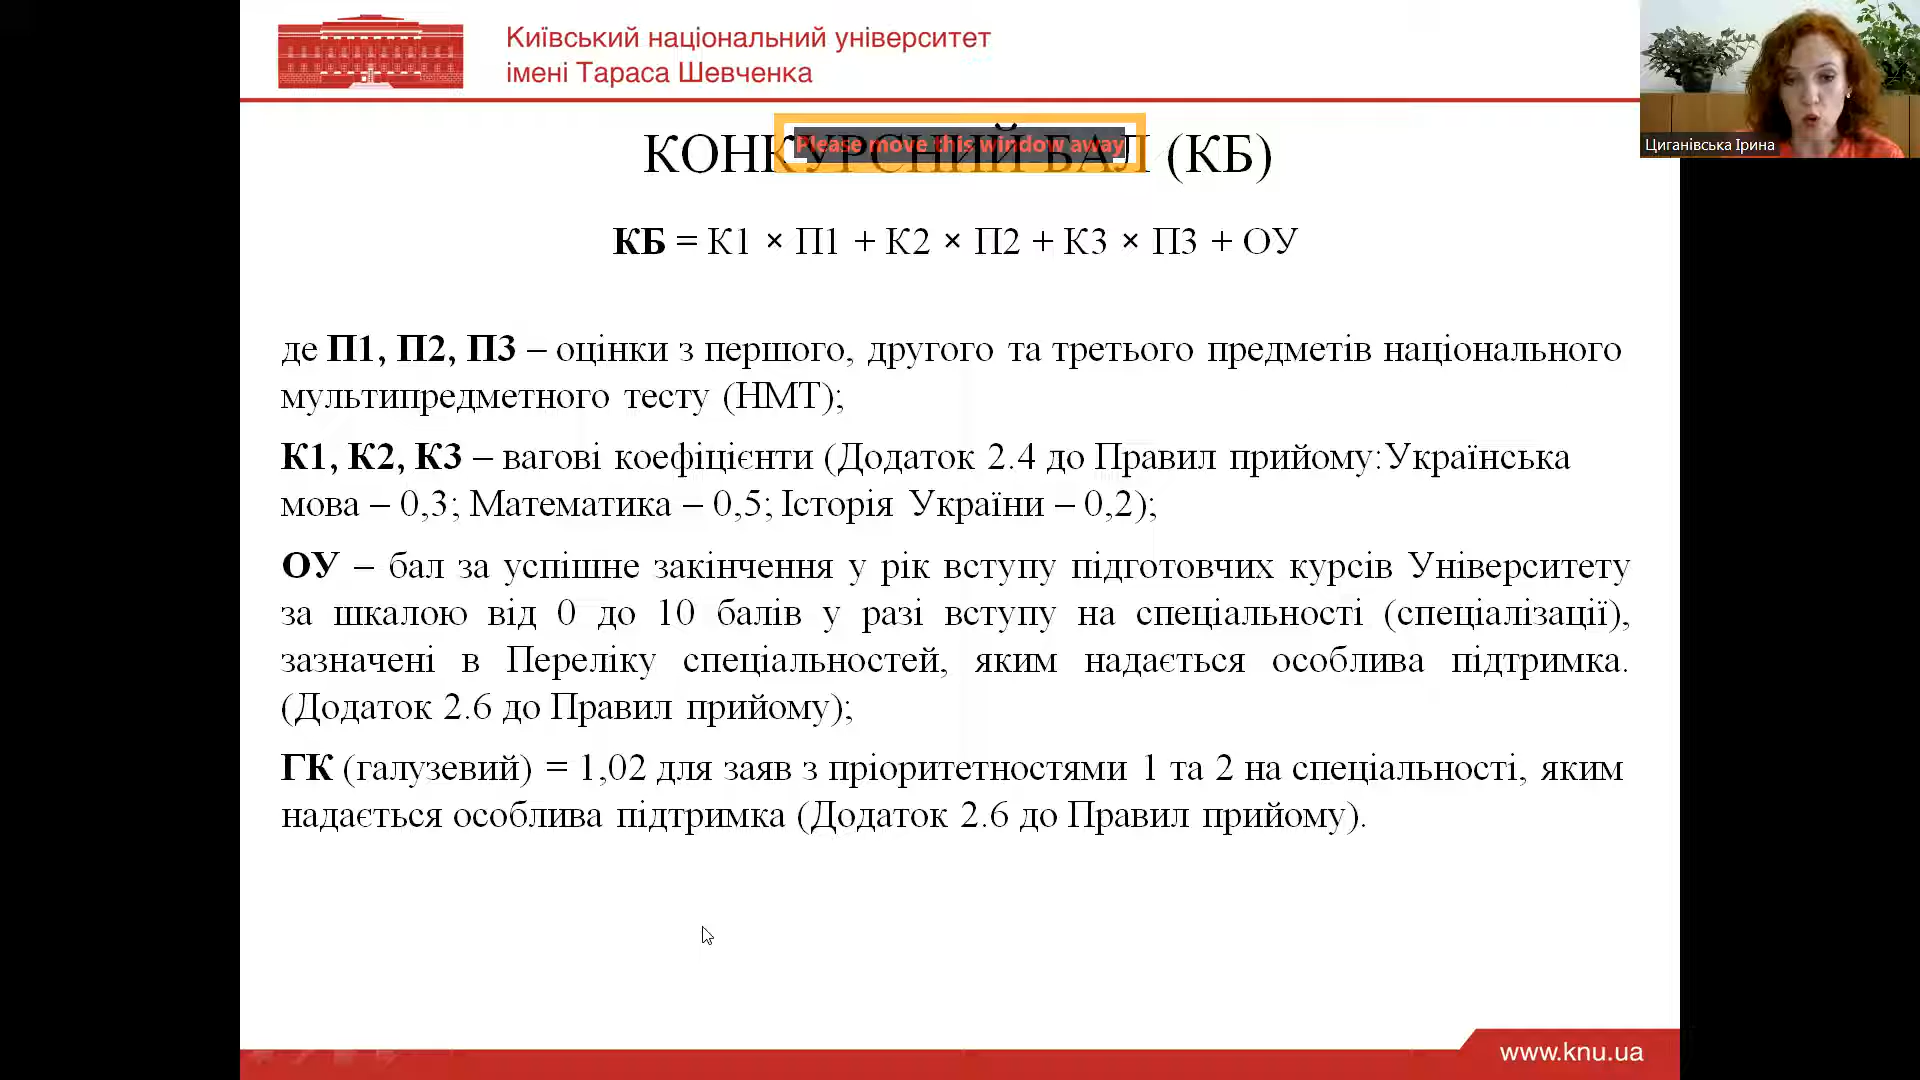 Київський національний університет
імені Тараса Шевченка
КОНКУРСНИЙ БАЛ (КБ)
Please move this window away
Циганівська Ірина
КБ = К1 × П1 + К2 × П2 + К3 × П3 + ОУ
де П1, П2, П3 – оцінки з першого, другого та третього предметів національного
мультипредметного тесту (НМТ);
К1, К2, К3 – вагові коефіцієнти (Додаток 2.4 до Правил прийому:Українська
мова – 0,3; Математика – 0,5; Історія України – 0,2);
ОУ – бал за успішне закінчення у рік вступу підготовчих курсів Університету
за шкалою від 0 до 10 балів у разі вступу на спеціальності (спеціалізації),
зазначені в Переліку спеціальностей, яким надається особлива підтримка.
(Додаток 2.6 до Правил прийому);
ГК (галузевий) = 1,02 для заяв з пріоритетностями 1 та 2 на спеціальності, яким
надається особлива підтримка (Додаток 2.6 до Правил прийому).
www.knu.ua